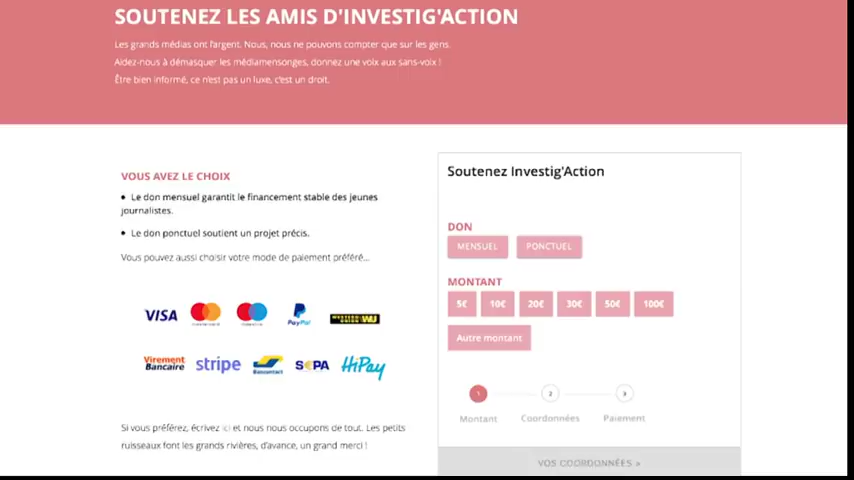 SOUTENEZ LES AMIS D'INVESTIG'ACTION
Les grands médias ont l'argent. Nous, nous ne pouvons compter que sur les gens.
Aidez-nous à démasquer les médiamensonges, donnez une voix aux sans-voix !
Être bien informé, ce n'est pas un luxe, c'est un droit.
VOUS AVEZ LE CHOIX
• Le don mensuel garantit le financement stable des jeunes
journalistes.
• Le don ponctuel soutient un projet précis.
Vous pouvez aussi choisir votre mode de paiement préféré...
VISA
PayPal
WESTERN UNION WU
Virement
Bancaire
stripe
Bancontact
SEPA
HiPay
Si vous préférez, écrivez ici et nous nous occupons de tout. Les petits
ruisseaux font les grands rivières, d'avance, un grand merci !
Soutenez Investig'Action
DON
MENSUEL PONCTUEL
MONTANT
5€ 10€ 20€ 30€ 50€ 100€
Autre montant
1 2 3
Montant Coordonnées Paiement
VOS COORDONNÉES >